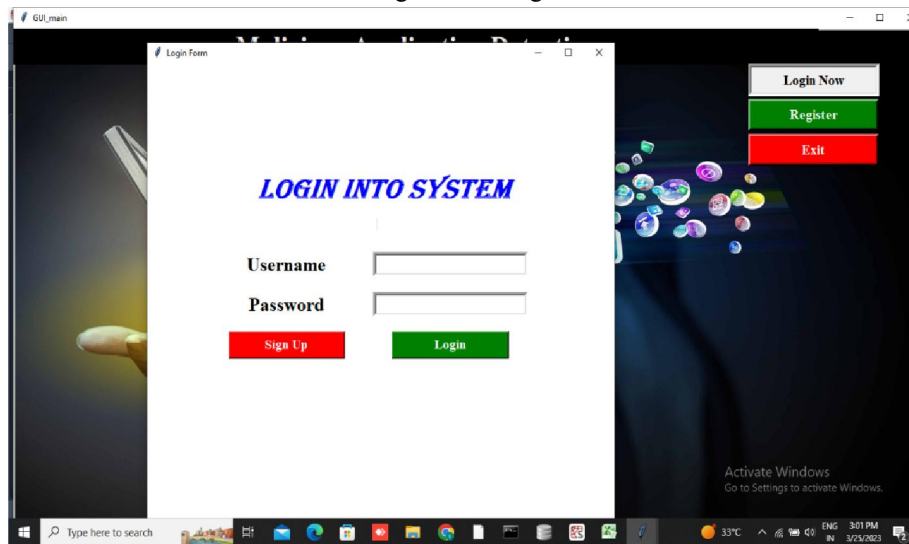 GUI_main
Login Form
Login Now
Register
Exit
LOGIN INTO SYSTEM
Username
Password
Sign Up
Login
Activate Windows
Go to Settings to activate Windows.
Type here to search
33°C
ENG
IN
3:01 PM
3/25/2023